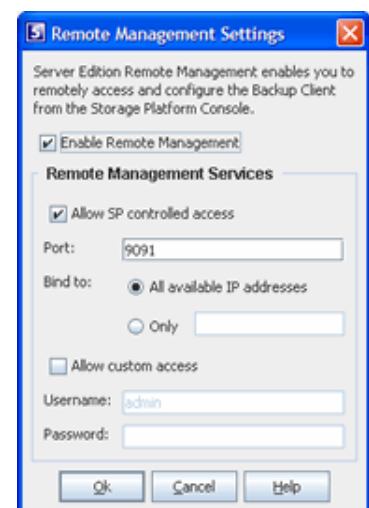 Remote Management Settings
Server Edition Remote Management enables you to
remotely access and configure the Backup Client
from the Storage Platform Console.
Enable Remote Management
Remote Management Services
Allow SP controlled access
Port: 9091
Bind to: All available IP addresses
Only
Allow custom access
Username: admin
Password:
Ok Cancel Help